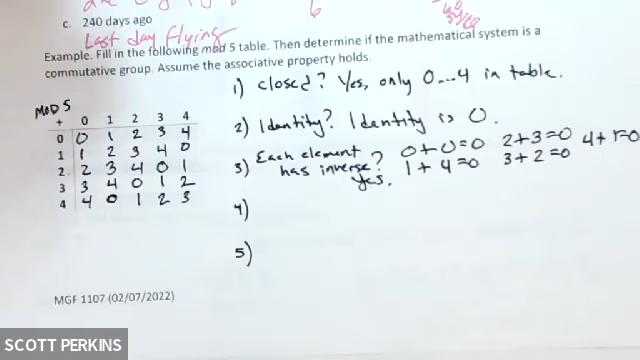 c. 240 days ago
Last day flying
6
Example. Fill in the following mod 5 table. Then determine if the mathematical system is a
commutative group. Assume the associative property holds.
MOD 5
+ 0 1 2 3 4
0 0 1 2 3 4
1 1 2 3 4 0
2 2 3 4 0 1
3 3 4 0 1 2
4 4 0 1 2 3
1) closed? Yes, only 0...4 in table.
2) Identity? Identity is 0.
3) Each element has inverse? Yes.
0+0=0 2+3=0 4+1=0
1+4=0 3+2=0
4)
5)
MGF 1107 (02/07/2022)
SCOTT PERKINS